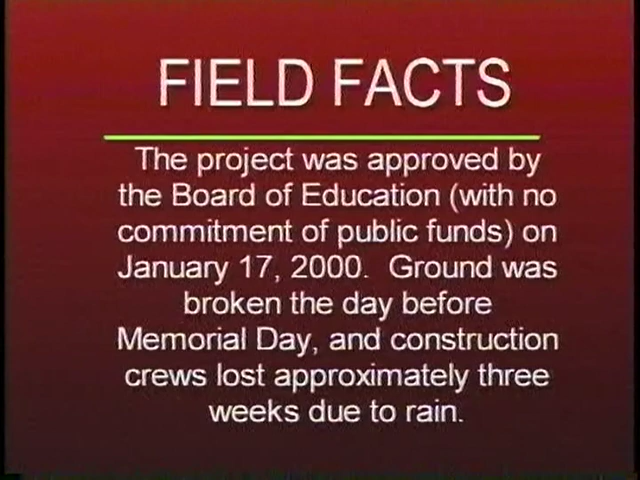 FIELD FACTS
The project was approved by
the Board of Education (with no
commitment of public funds) on
January 17, 2000.  Ground was
broken the day before
Memorial Day, and construction
crews lost approximately three
weeks due to rain.